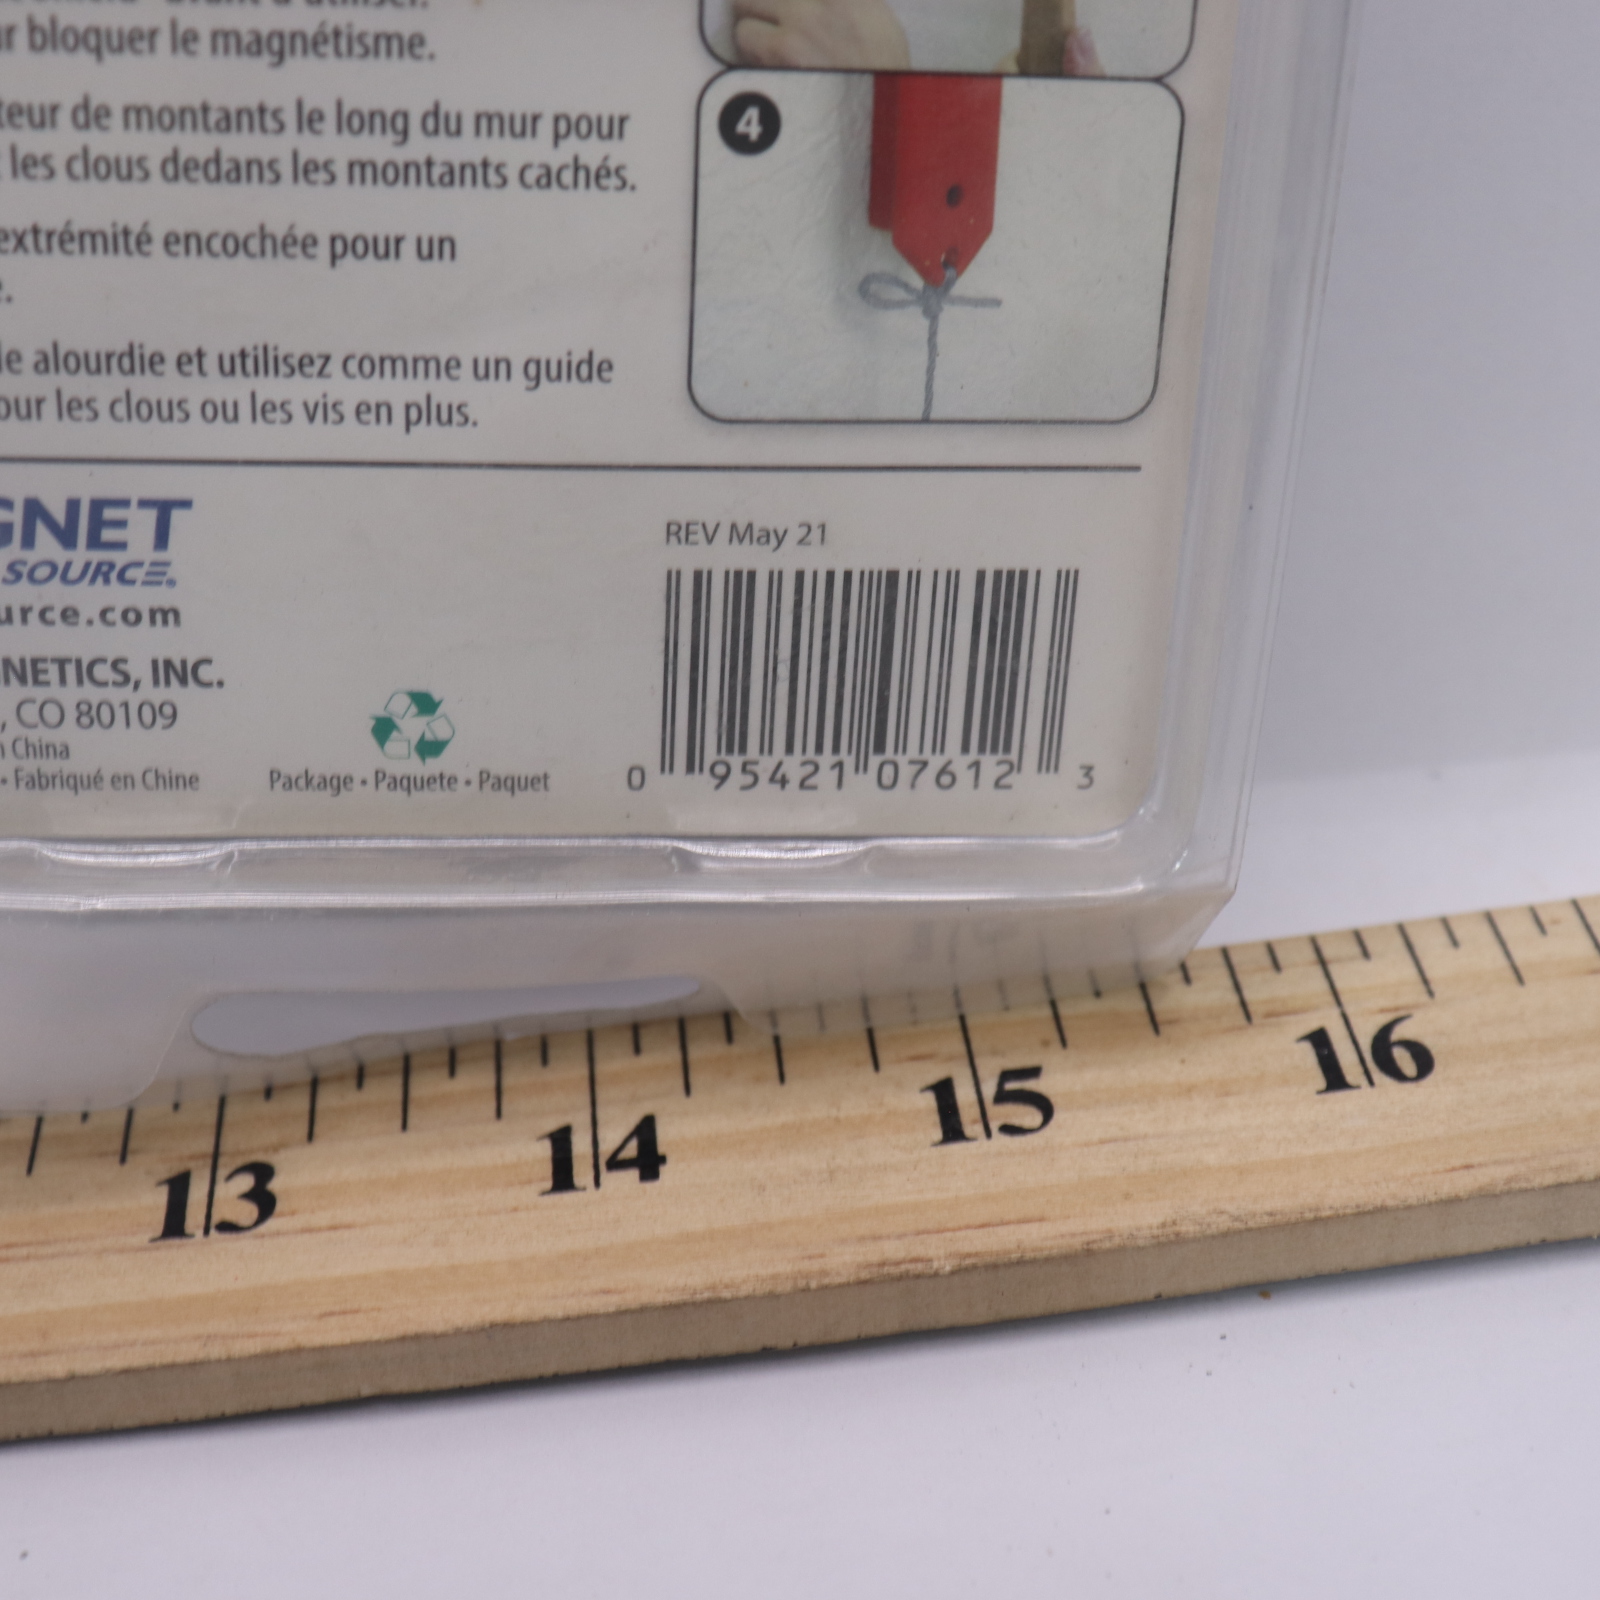 r bloquer le magnétisme.
teur de montants le long du mur pour
les clous dedans les montants cachés.
extrémité encochée pour un
alourdie et utilisez comme un guide
our les clous ou les vis en plus.
4
GNET
SOURCE®
urce.com
NETICS, INC.
, CO 80109
China
• Fabriqué en Chine
Package • Paquete • Paquet
REV May 21
0 95421 07612 3
13 14 15 16